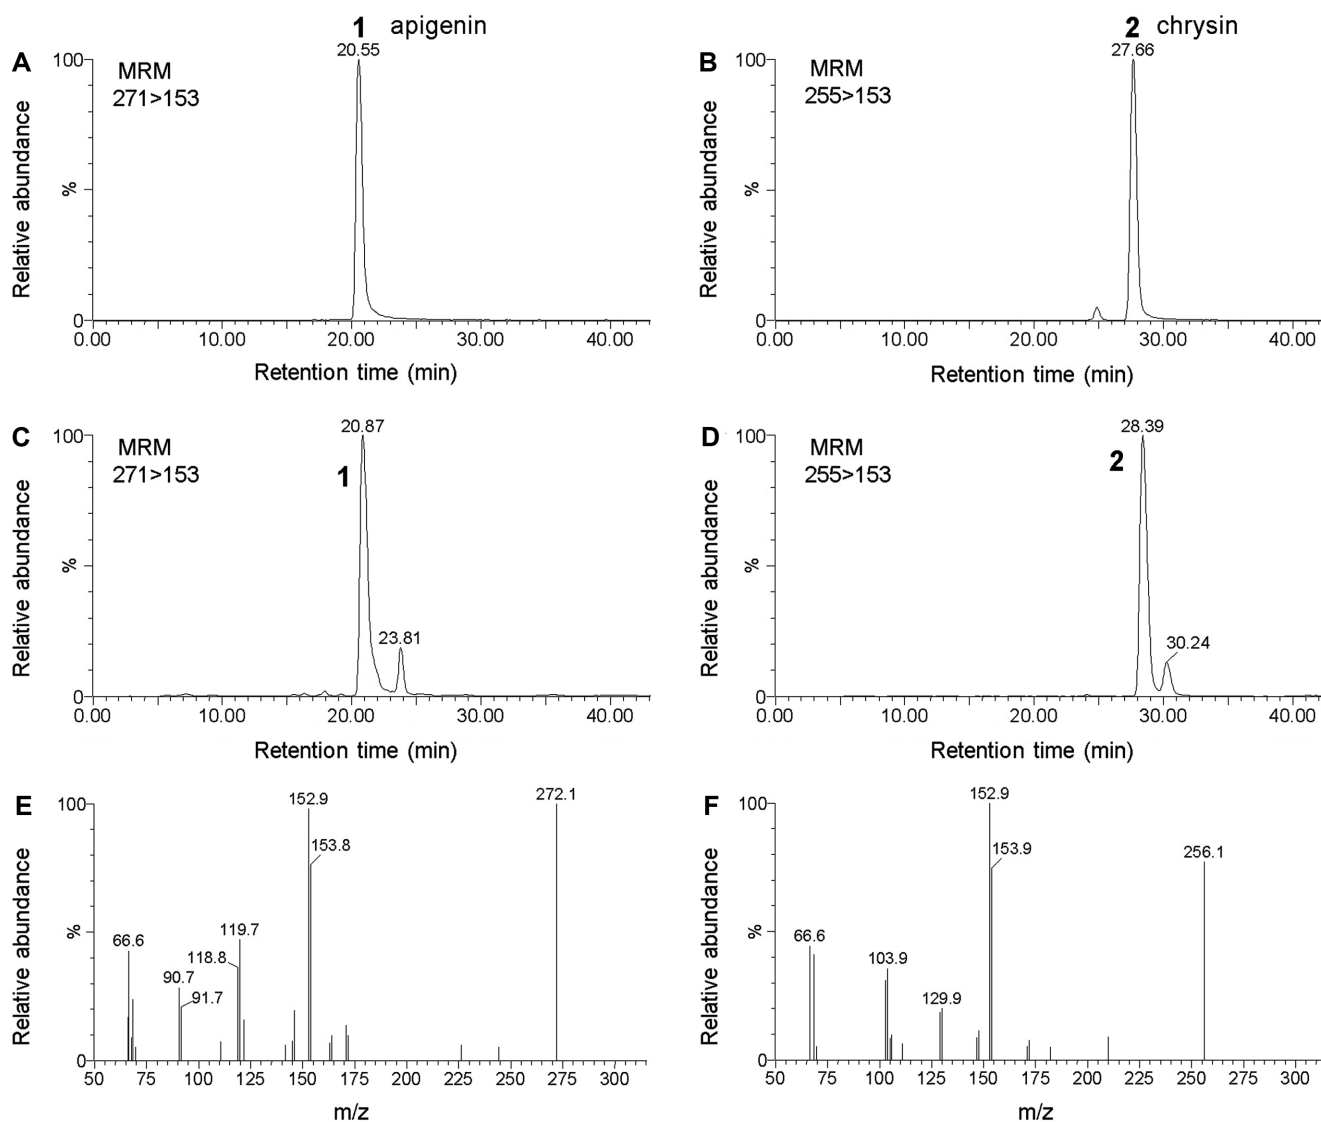 1 apigenin
2 chrysin
A
MRM
271>153
20.55
100
%
0
Relative abundance
0.00 10.00 20.00 30.00 40.00
Retention time (min)
B
MRM
255>153
27.66
100
%
0
Relative abundance
0.00 10.00 20.00 30.00 40.00
Retention time (min)
C
MRM
271>153
20.87
1
23.81
100
%
0
Relative abundance
0.00 10.00 20.00 30.00 40.00
Retention time (min)
D
MRM
255>153
28.39
2
30.24
100
%
0
Relative abundance
0.00 10.00 20.00 30.00 40.00
Retention time (min)
E
152.9
272.1
153.8
119.7
66.6
118.8
90.7
91.7
100
%
0
Relative abundance
50 75 100 125 150 175 200 225 250 275 300
m/z
F
152.9
153.9
256.1
66.6
103.9
129.9
100
%
0
Relative abundance
50 75 100 125 150 175 200 225 250 275 300
m/z